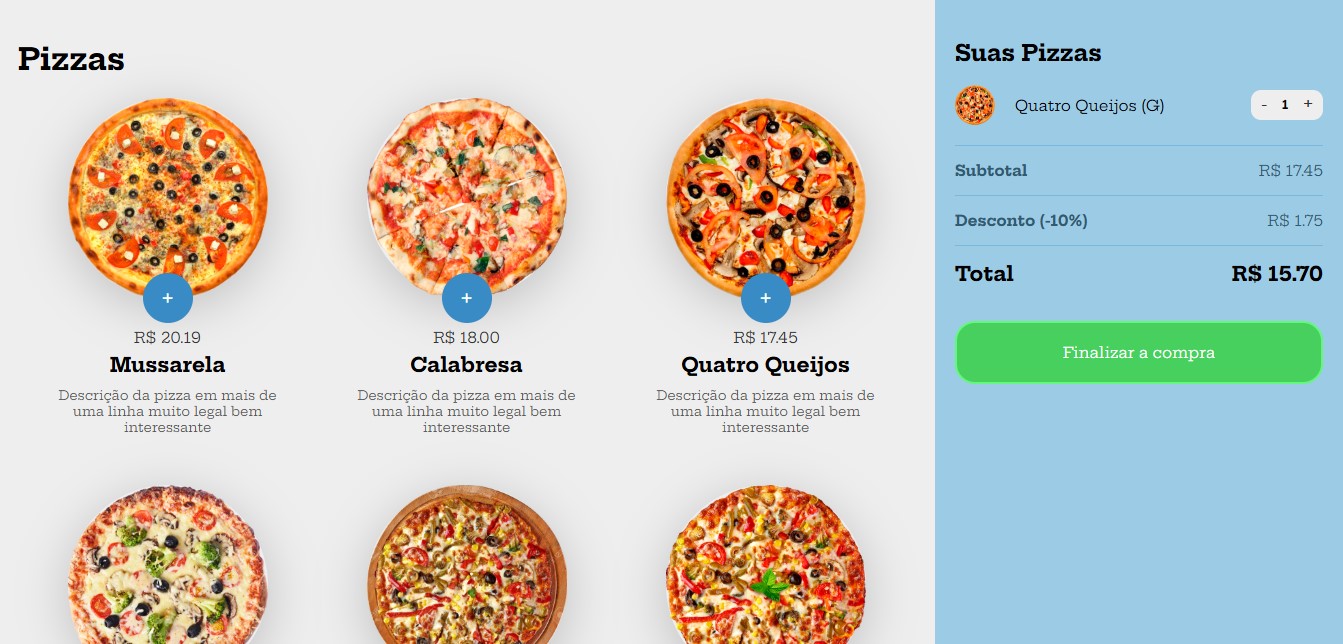 Pizzas
+
R$ 20.19
Mussarela
Descrição da pizza em mais de
uma linha muito legal bem
interessante
+
R$ 18.00
Calabresa
Descrição da pizza em mais de
uma linha muito legal bem
interessante
+
R$ 17.45
Quatro Queijos
Descrição da pizza em mais de
uma linha muito legal bem
interessante
Suas Pizzas
Quatro Queijos (G) - 1 +
Subtotal R$ 17.45
Desconto (-10%) R$ 1.75
Total R$ 15.70
Finalizar a compra